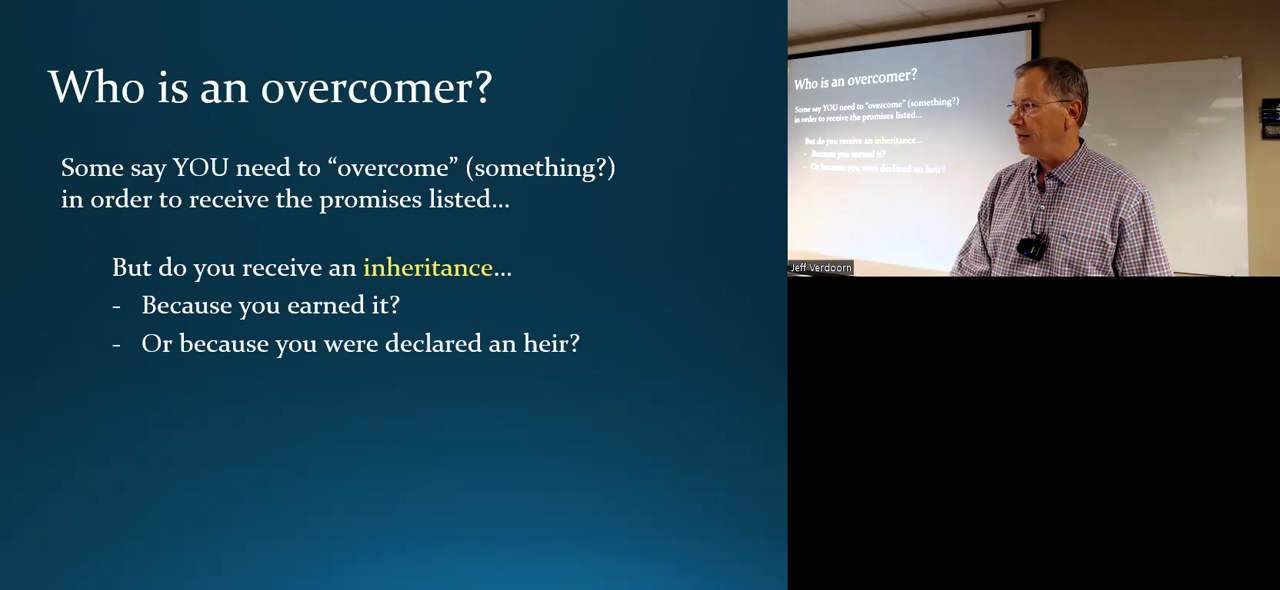 Who is an overcomer?
Some say YOU need to “overcome” (something?)
in order to receive the promises listed...
But do you receive an inheritance...
- Because you earned it?
- Or because you were declared an heir?
Who is an overcomer?
Some say YOU need to “overcome” (something?)
in order to receive the promises listed...
But do you receive an inheritance...
- Because you earned it?
- Or because you were declared an heir?
Jeff Verdoorn